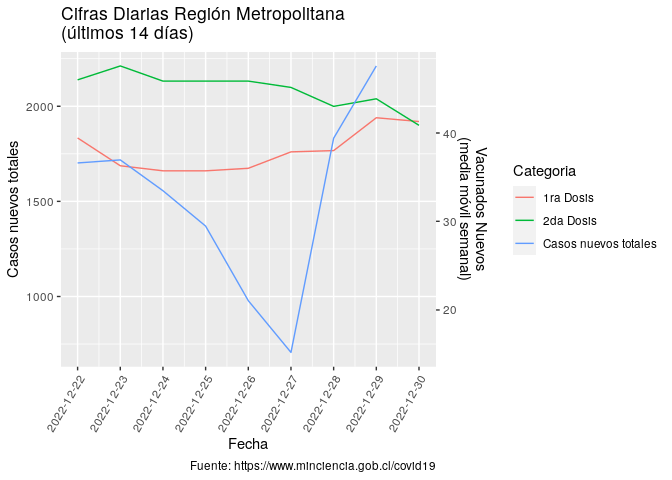 Cifras Diarias Región Metropolitana
(últimos 14 días)
Casos nuevos totales
2000
1500
1000
40
30
20
Vacunados Nuevos
(media móvil semanal)
2022-12-22
2022-12-23
2022-12-24
2022-12-25
2022-12-26
2022-12-27
2022-12-28
2022-12-29
2022-12-30
Fecha
Categoria
1ra Dosis
2da Dosis
Casos nuevos totales
Fuente: https://www.minciencia.gob.cl/covid19